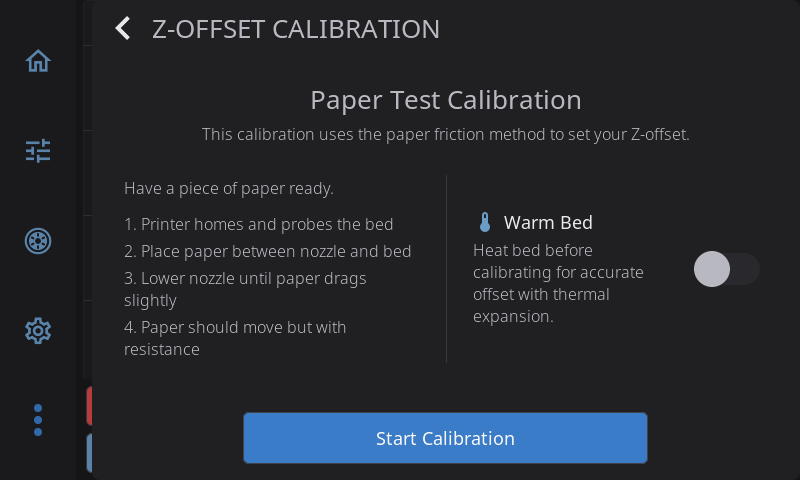 Z-OFFSET CALIBRATION
Paper Test Calibration
This calibration uses the paper friction method to set your Z-offset.
Have a piece of paper ready.
1. Printer homes and probes the bed
2. Place paper between nozzle and bed
3. Lower nozzle until paper drags
slightly
4. Paper should move but with
resistance
Warm Bed
Heat bed before
calibrating for accurate
offset with thermal
expansion.
Start Calibration